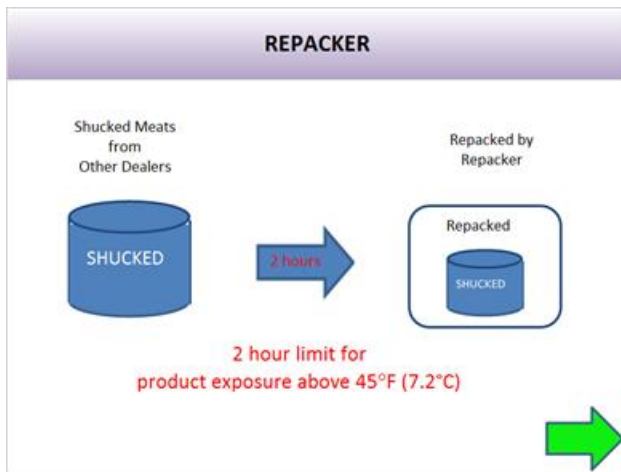 REPACKER
Shucked Meats
from
Other Dealers
Repacked by
Repacker
SHUCKED
2 hours
Repacked
SHUCKED
2 hour limit for
product exposure above 45°F (7.2°C)